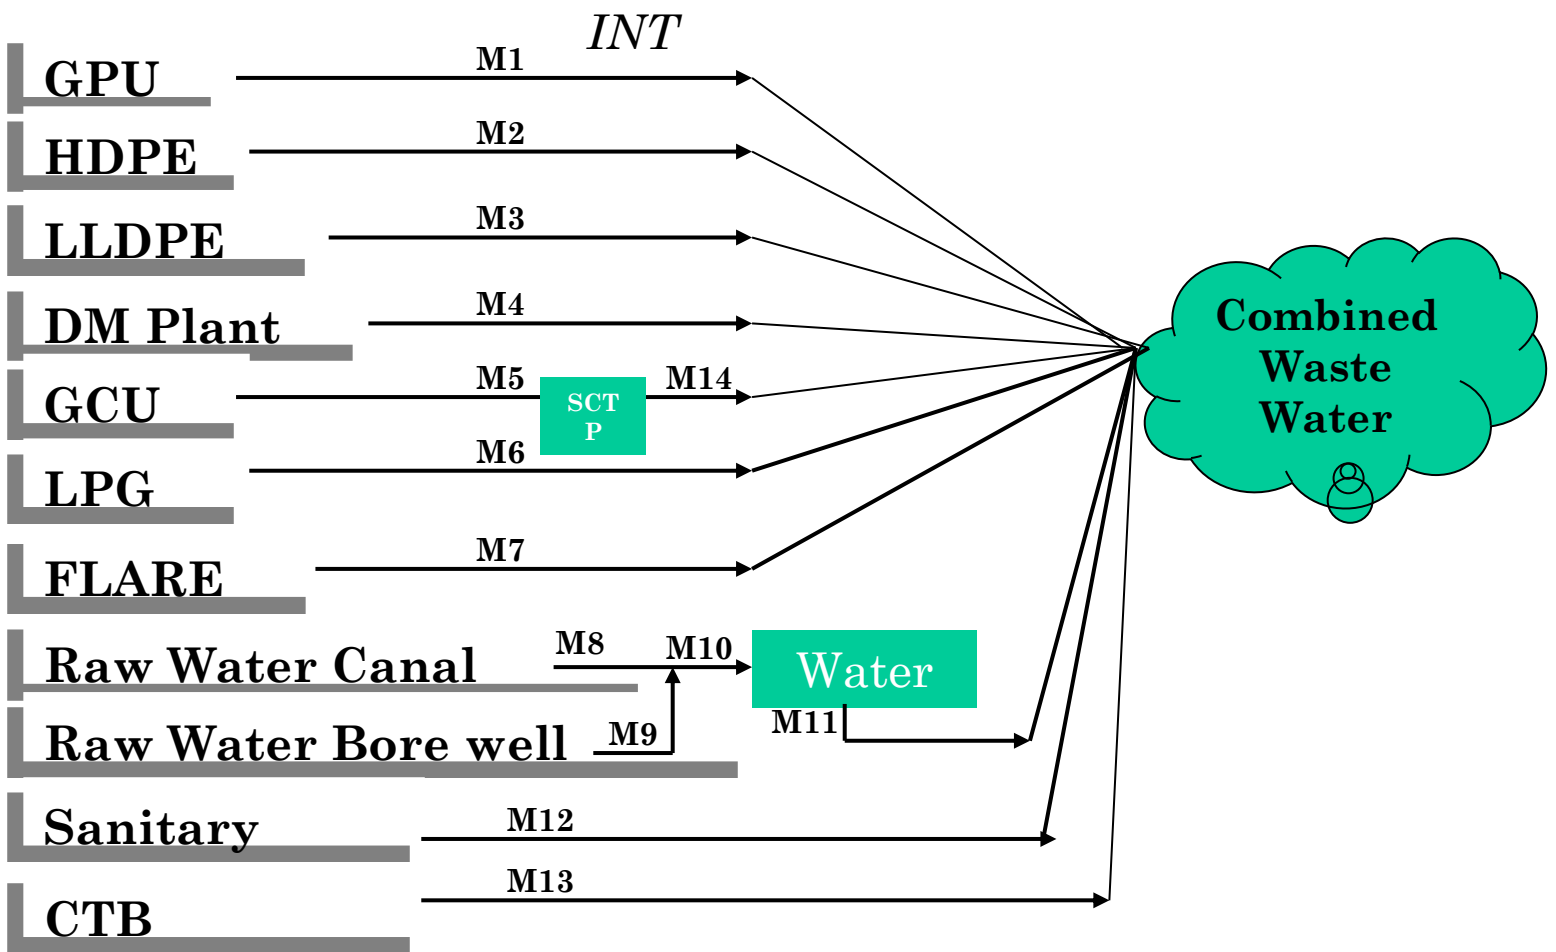 INT
GPU M1
HDPE M2
LLDPE M3
DM Plant M4
GCU M5 SCT M14
P
LPG M6
FLARE M7
Raw Water Canal M8 M10 Water
Raw Water Bore well M9 M11
Sanitary M12
CTB M13
Combined
Waste
Water